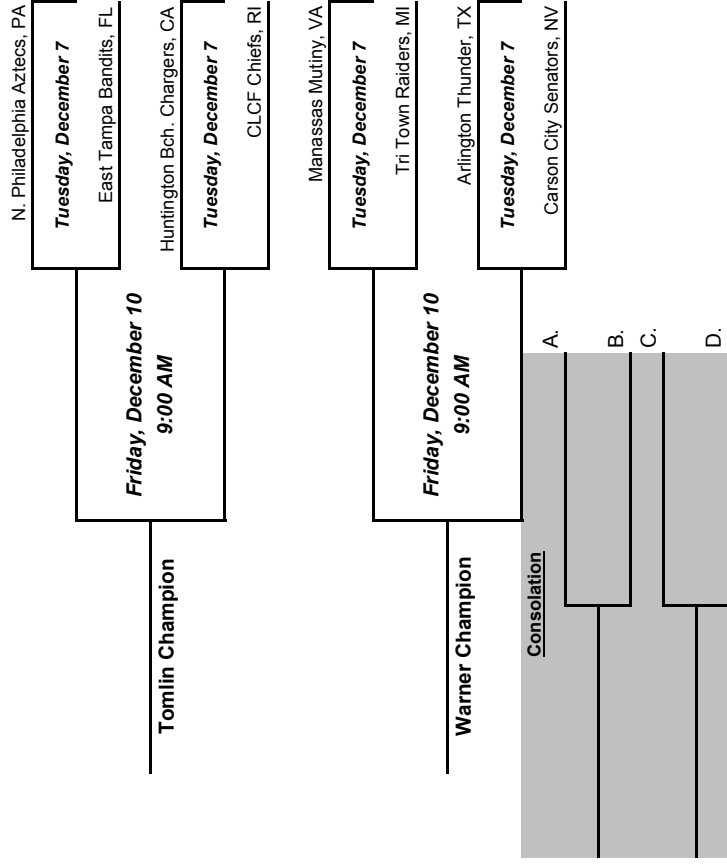 N. Philadelphia Aztecs, PA
Tuesday, December 7
East Tampa Bandits, FL
Friday, December 10
9:00 AM
Huntington Bch. Chargers, CA
Tuesday, December 7
CLCF Chiefs, RI
Tomlin Champion
Manassas Mutiny, VA
Tuesday, December 7
Tri Town Raiders, MI
Friday, December 10
9:00 AM
Arlington Thunder, TX
Tuesday, December 7
Carson City Senators, NV
Warner Champion
Consolation
A.
B.
C.
D.